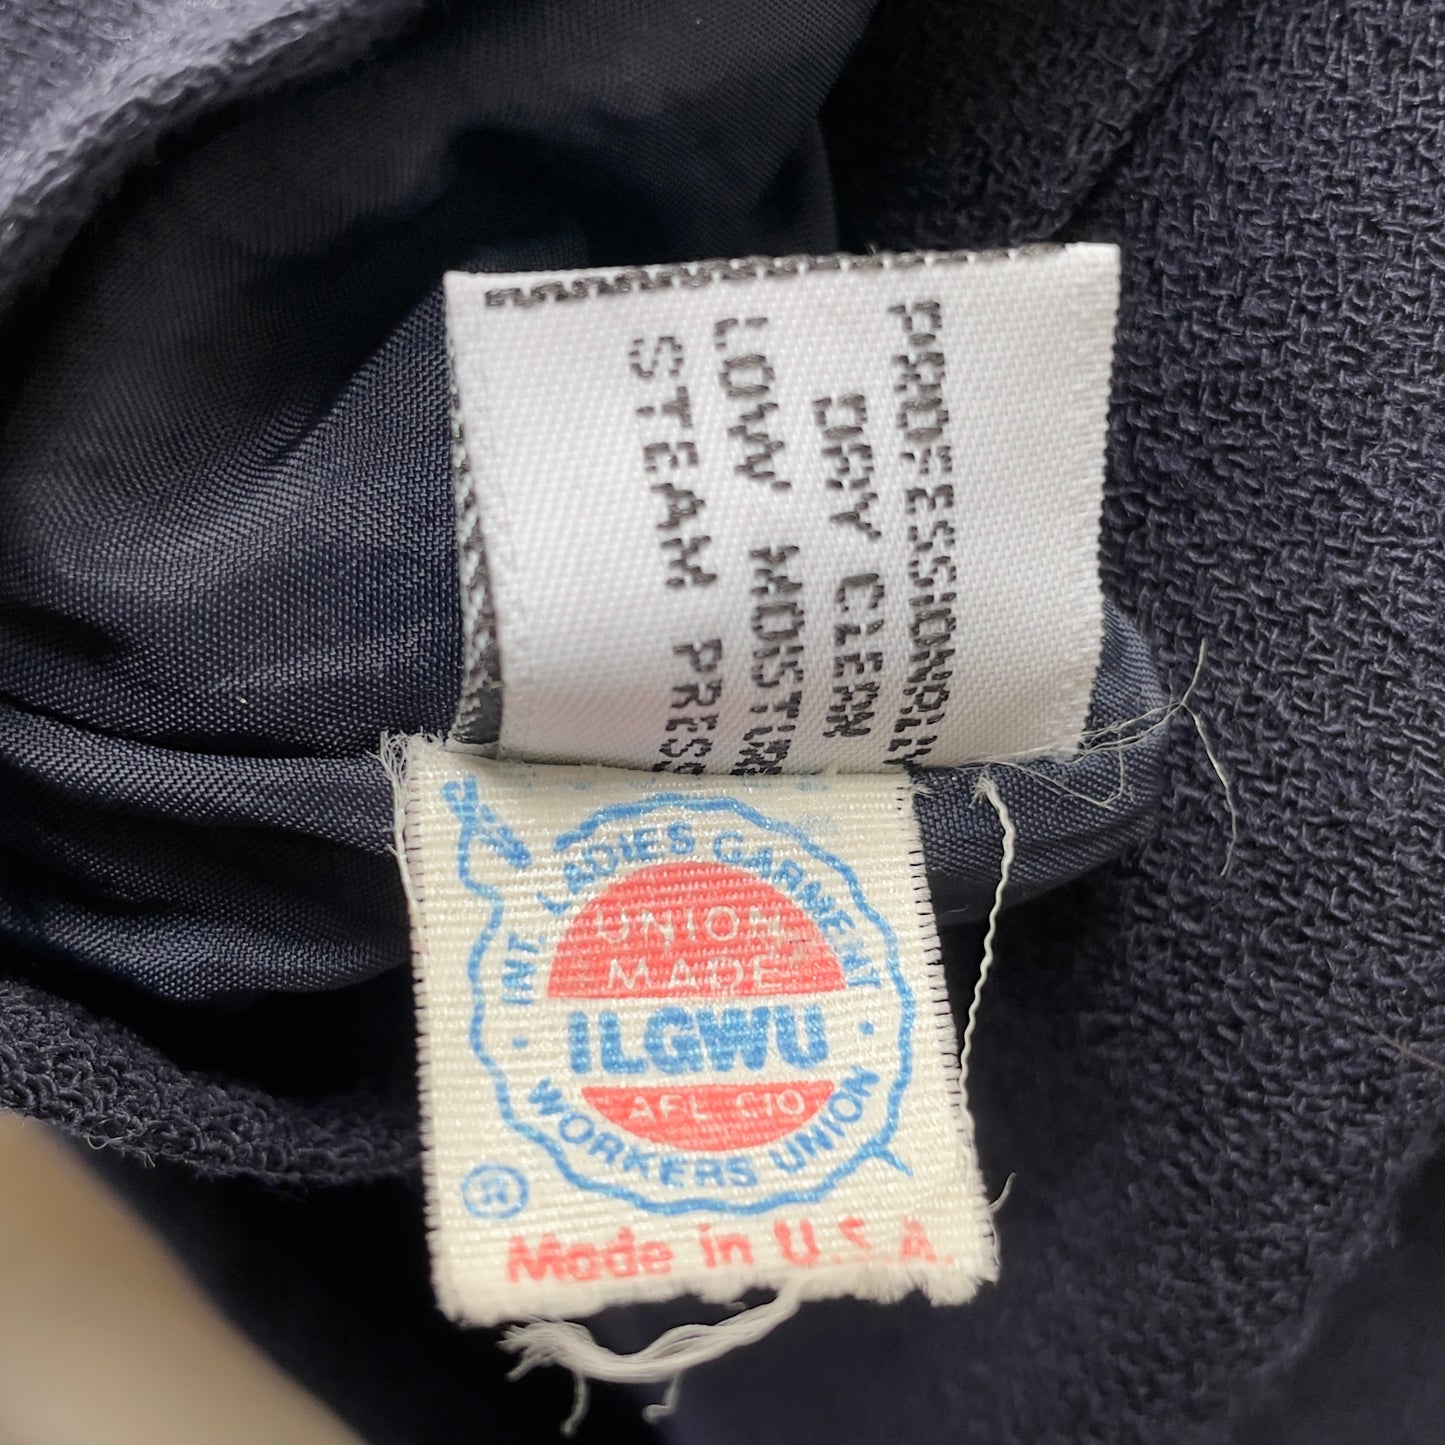 PROFESSIONALLY
DRY CLEAN
LOW MOISTURE
STEAM PRESS
INT. LADIES GARMENT
UNION
MADE
ILGWU
AFL CIO
WORKERS UNION
®
Made in U.S.A.